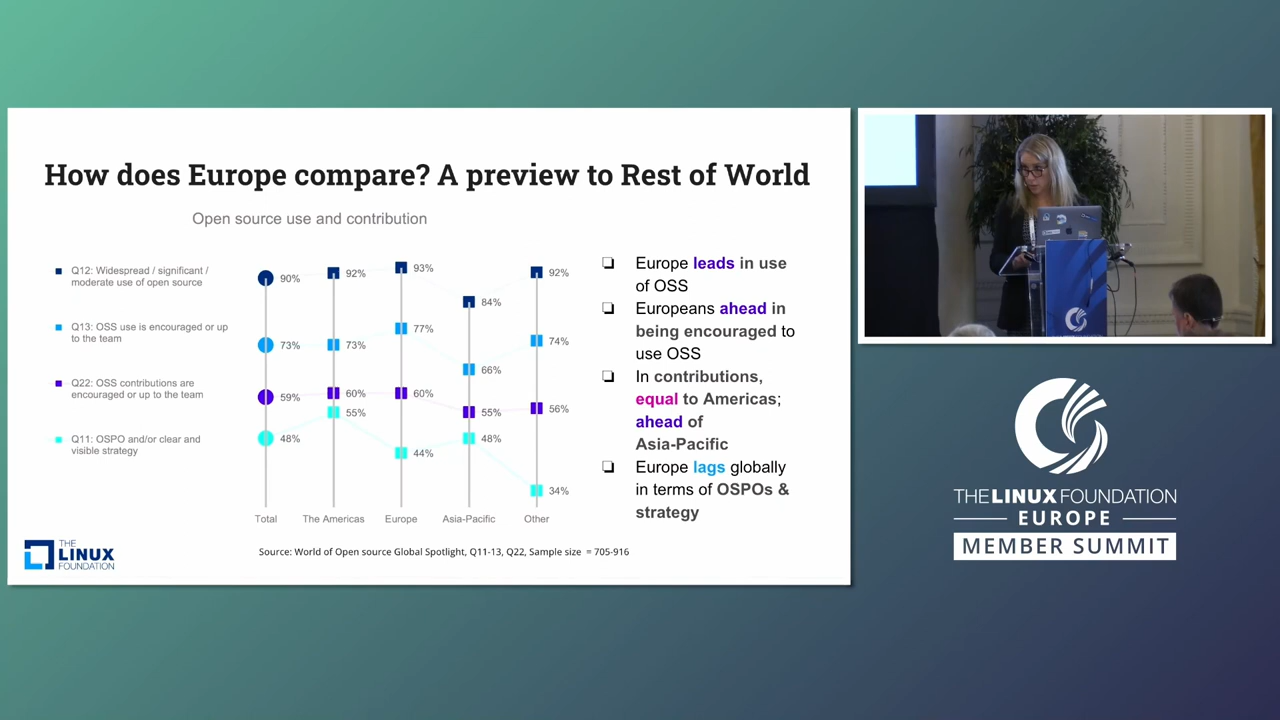 How does Europe compare? A preview to Rest of World
Open source use and contribution
Q12: Widespread / significant /
moderate use of open source
Q13: OSS use is encouraged or up
to the team
Q22: OSS contributions are
encouraged or up to the team
Q11: OSPO and/or clear and
visible strategy
90%
92%
93%
84%
92%
73%
73%
77%
66%
74%
59%
60%
60%
55%
56%
48%
55%
44%
48%
34%
Total
The Americas
Europe
Asia-Pacific
Other
Europe leads in use
of OSS
Europeans ahead in
being encouraged to
use OSS
In contributions,
equal to Americas;
ahead of
Asia-Pacific
Europe lags globally
in terms of OSPOs &
strategy
Source: World of Open source Global Spotlight, Q11-13, Q22, Sample size = 705-916
THE
LINUX
FOUNDATION
THE LINUX FOUNDATION
EUROPE
MEMBER SUMMIT